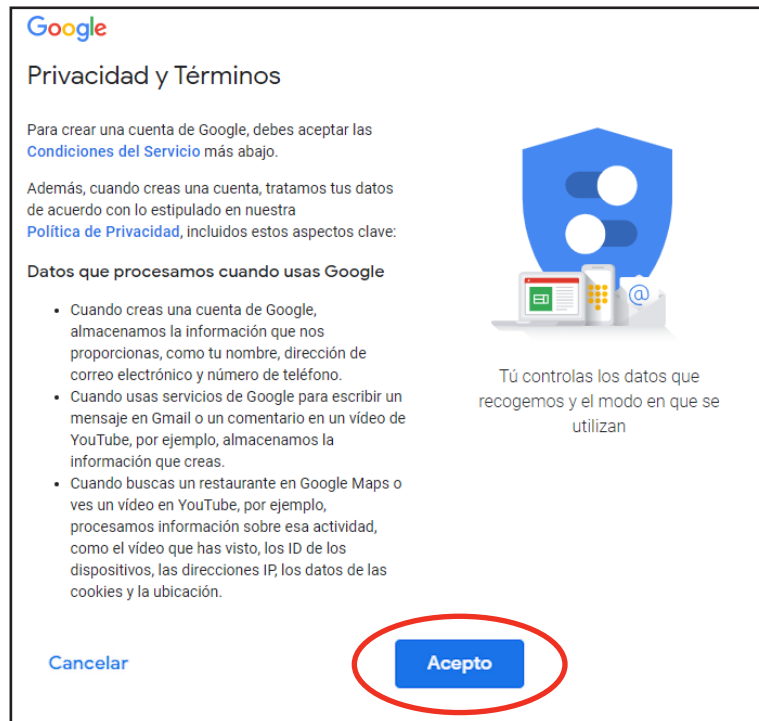 Google
Privacidad y Términos
Para crear una cuenta de Google, debes aceptar las
Condiciones del Servicio más abajo.
Además, cuando creas una cuenta, tratamos tus datos
de acuerdo con lo estipulado en nuestra
Política de Privacidad, incluidos estos aspectos clave:
Datos que procesamos cuando usas Google
• Cuando creas una cuenta de Google,
almacenamos la información que nos
proporcionas, como tu nombre, dirección de
correo electrónico y número de teléfono.
• Cuando usas servicios de Google para escribir un
mensaje en Gmail o un comentario en un vídeo de
YouTube, por ejemplo, almacenamos la
información que creas.
• Cuando buscas un restaurante en Google Maps o
ves un vídeo en YouTube, por ejemplo,
procesamos información sobre esa actividad,
como el vídeo que has visto, los ID de los
dispositivos, las direcciones IP, los datos de las
cookies y la ubicación.
@
Tú controlas los datos que
recogemos y el modo en que se
utilizan
Cancelar
Acepto